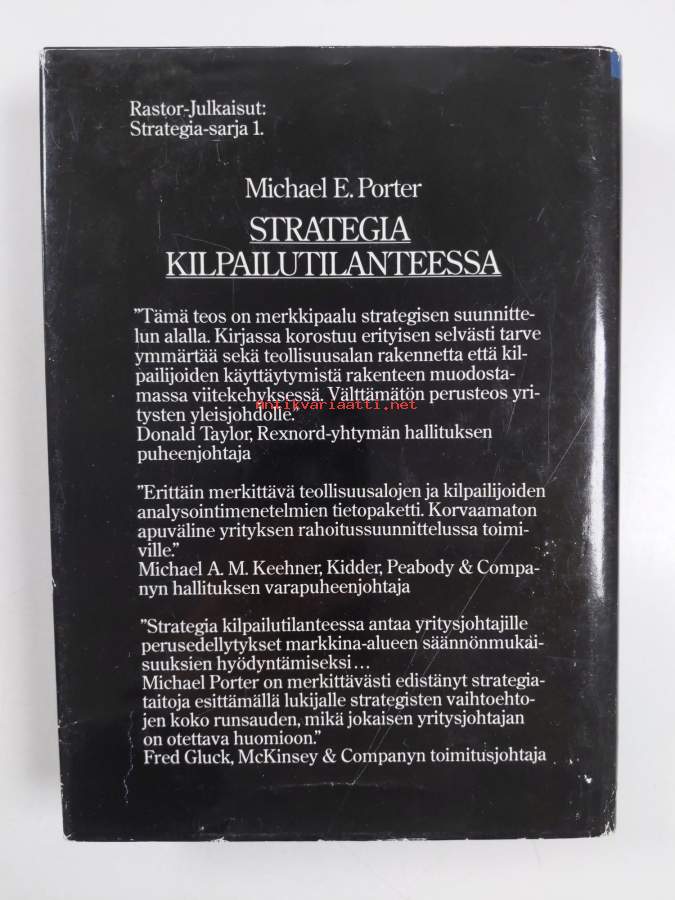 Rastor-Julkaisut:
Strategia-sarja 1.
Michael E. Porter
STRATEGIA
KILPAILUTILANTEESSA
”Tämä teos on merkkipaalu strategisen suunnitte-
lun alalla. Kirjassa korostuu erityisen selvästi tarve
ymmärtää sekä teollisuusalan rakennetta että kil-
pailijoiden käyttäytymistä rakenteen muodosta-
massa viitekehyksessä. Välttämätön perusteos yri-
Antikvariaatti.net
tysten yleisjohdolle.”
Donald Taylor, Rexnord-yhtymän hallituksen
puheenjohtaja
”Erittäin merkittävä teollisuusalojen ja kilpailijoiden
analysointimenetelmien tietopaketti. Korvaamaton
apuväline yrityksen rahoitussuunnittelussa toimi-
ville.”
Michael A. M. Keehner, Kidder, Peabody & Compa-
nyn hallituksen varapuheenjohtaja
”Strategia kilpailutilanteessa antaa yritysjohtajille
perusedellytykset markkina-alueen säännönmukai-
suuksien hyödyntämiseksi...
Michael Porter on merkittävästi edistänyt strategia-
taitoja esittämällä lukijalle strategisten vaihtoehto-
jen koko runsauden, mikä jokaisen yritysjohtajan
on otettava huomioon.”
Fred Gluck, McKinsey & Companyn toimitusjohtaja